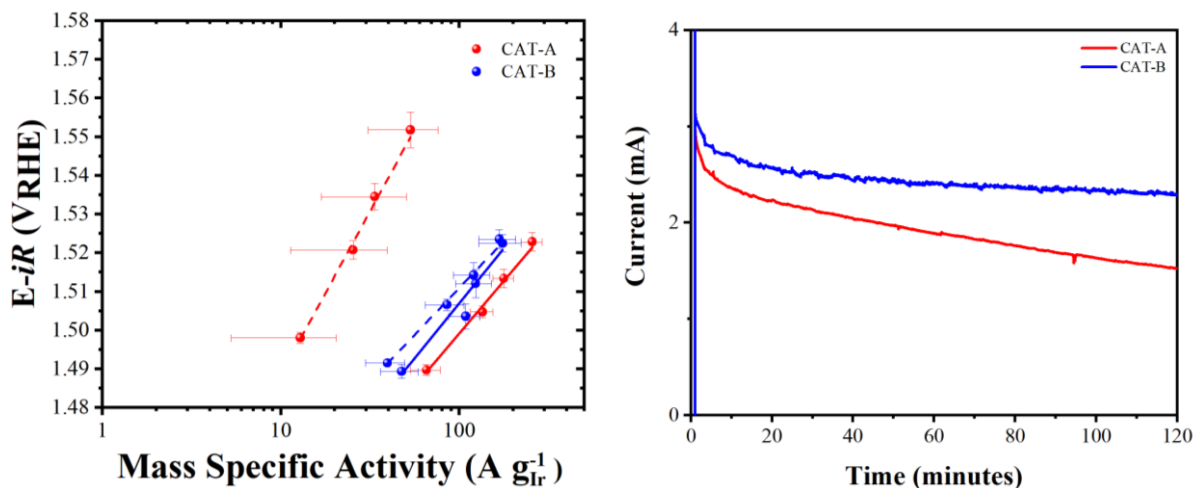 1.58
1.57
1.56
1.55
1.54
1.53
1.52
1.51
1.50
1.49
1.48
E-iR (VRHE)
CAT-A
CAT-B
1
10
100
Mass Specific Activity (A g⁻¹Ir)
4
3
2
1
0
Current (mA)
CAT-A
CAT-B
0 20 40 60 80 100 120
Time (minutes)